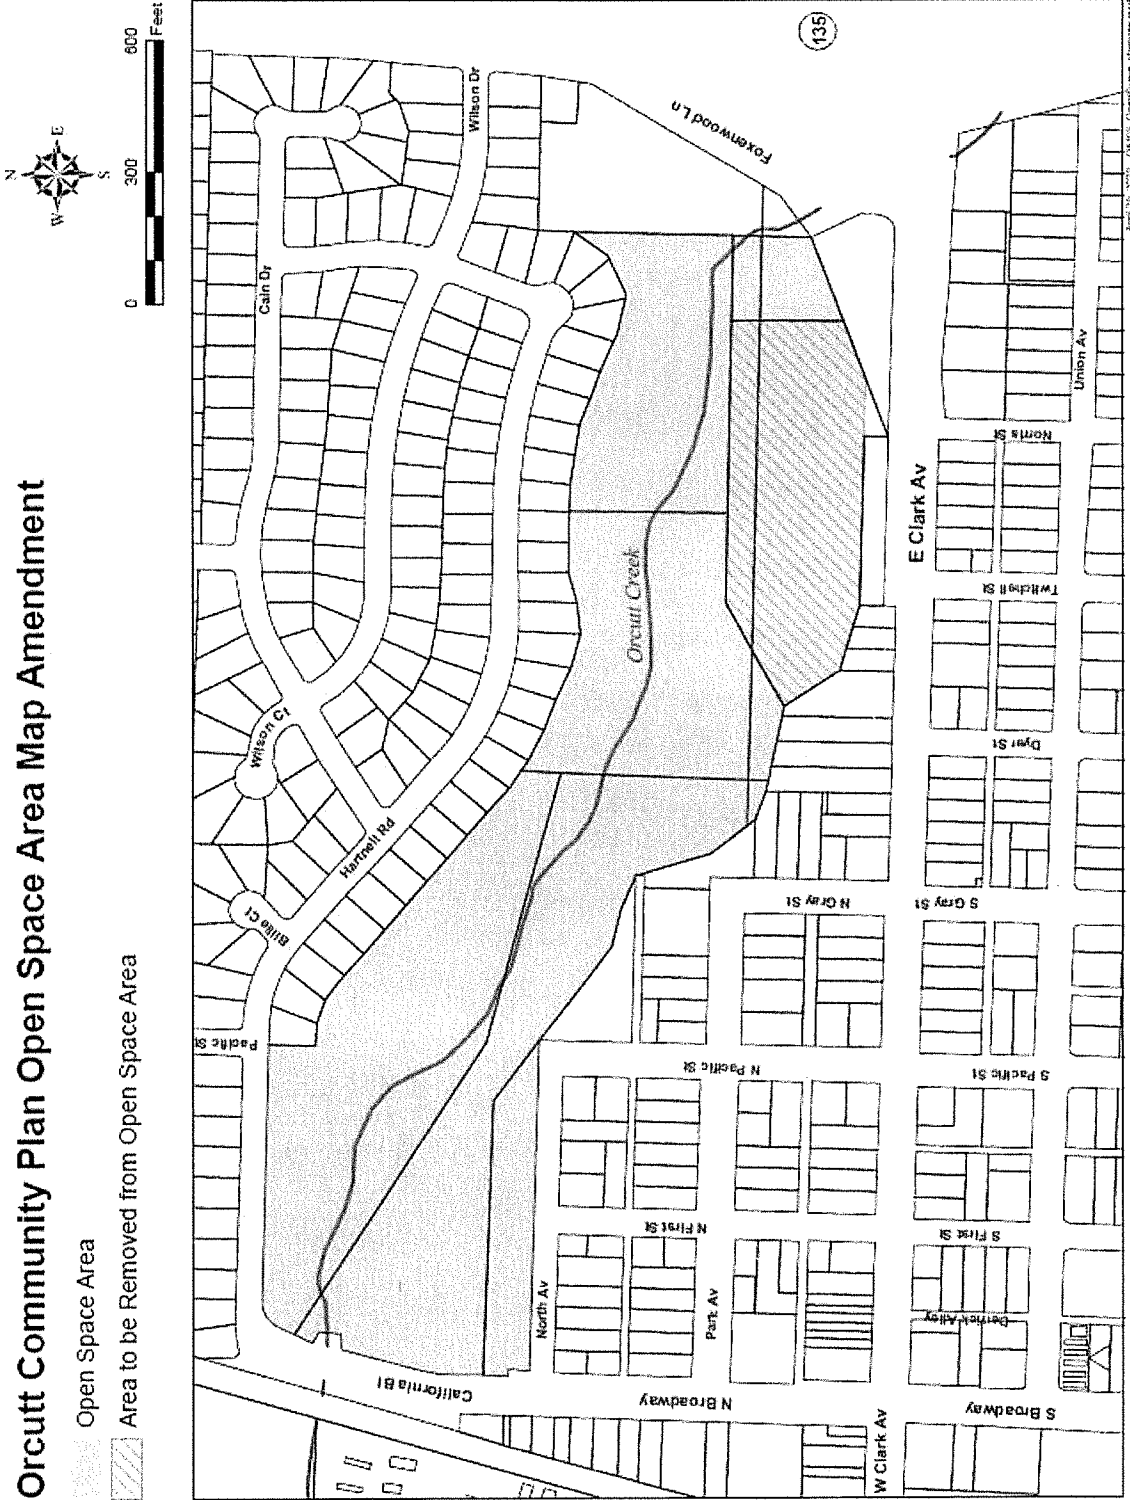 Orcutt Community Plan Open Space Area Map Amendment
Open Space Area
Area to be Removed from Open Space Area
N
W
E
S
0
300
600
Feet
Pacific St
Billie Ct
Wilson Ct
Hartnell Rd
Cain Dr
Wilson Dr
Foxenwood Ln
135
Orcutt Creek
California Bl
North Av
Park Av
N Broadway
N First St
N Pacific St
N Gray St
W Clark Av
E Clark Av
S Broadway
Derrick Alley
S First St
S Pacific St
S Gray St
Dyer St
Twitchell St
Norris St
Union Av